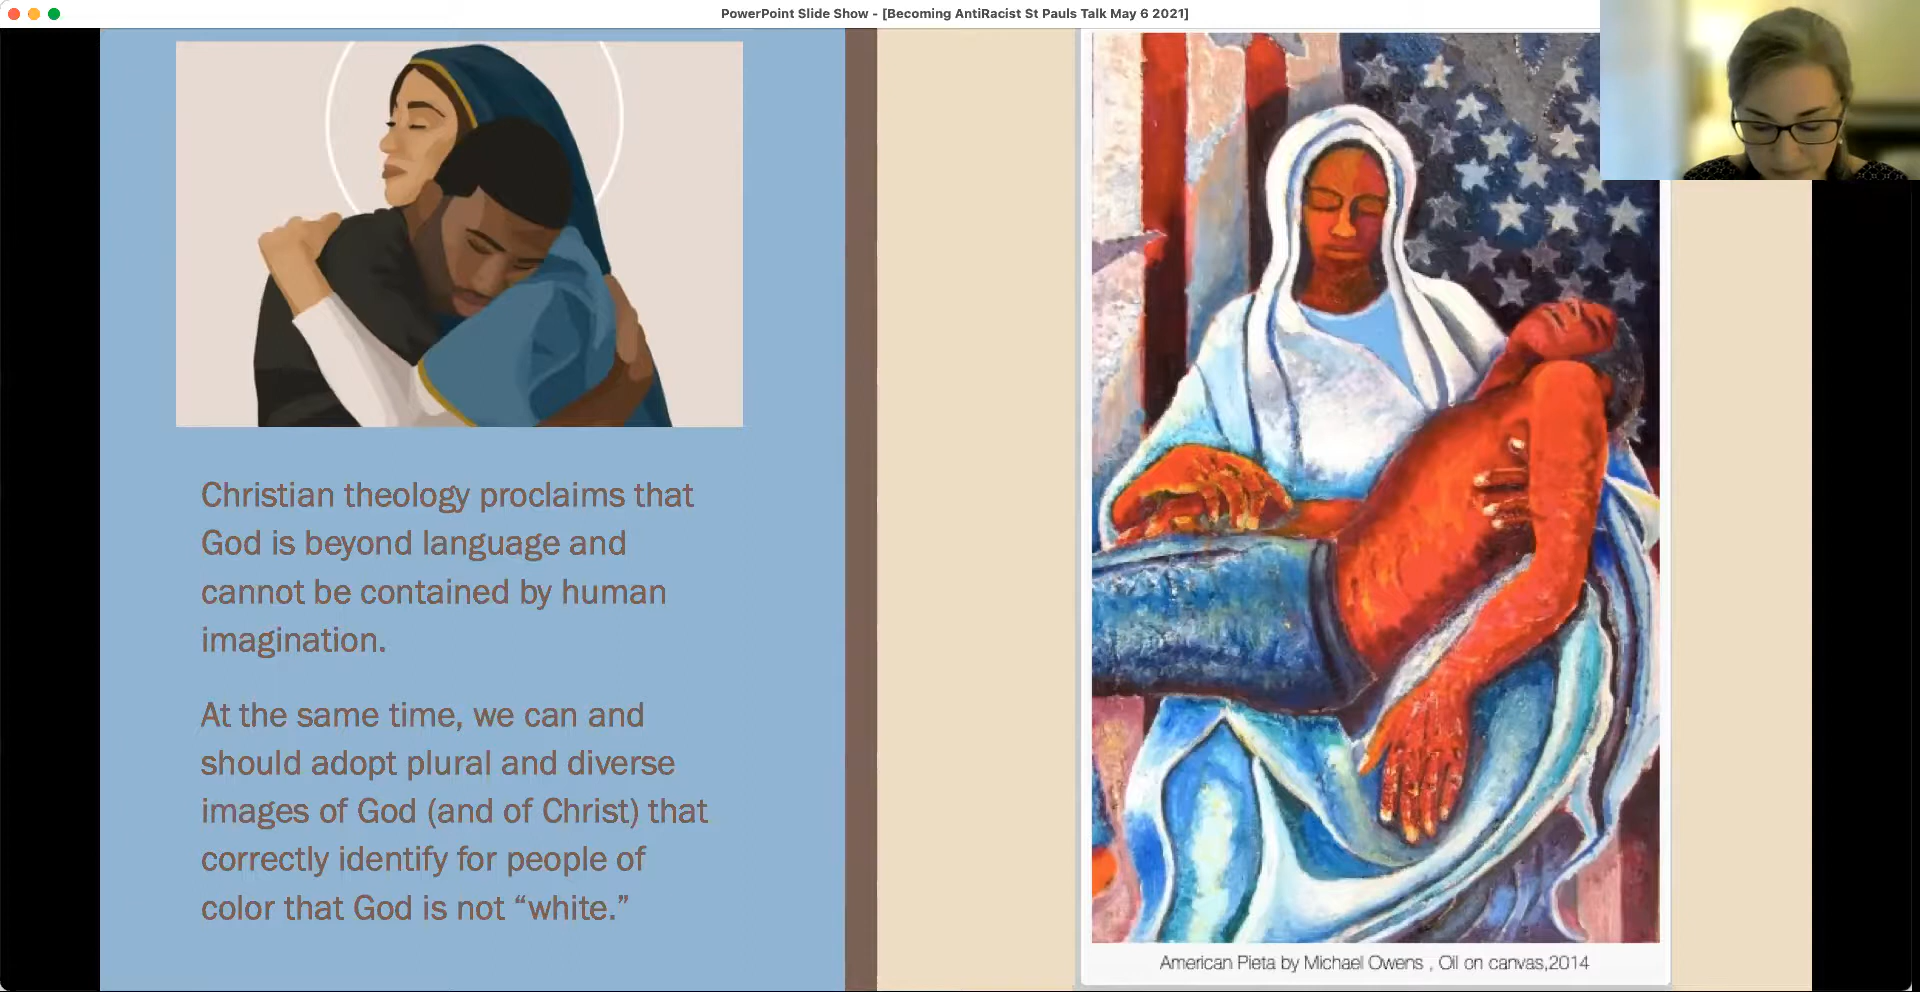 PowerPoint Slide Show - [Becoming AntiRacist St Pauls Talk May 6 2021]
Christian theology proclaims that
God is beyond language and
cannot be contained by human
imagination.
At the same time, we can and
should adopt plural and diverse
images of God (and of Christ) that
correctly identify for people of
color that God is not “white.”
American Pieta by Michael Owens , Oil on canvas,2014